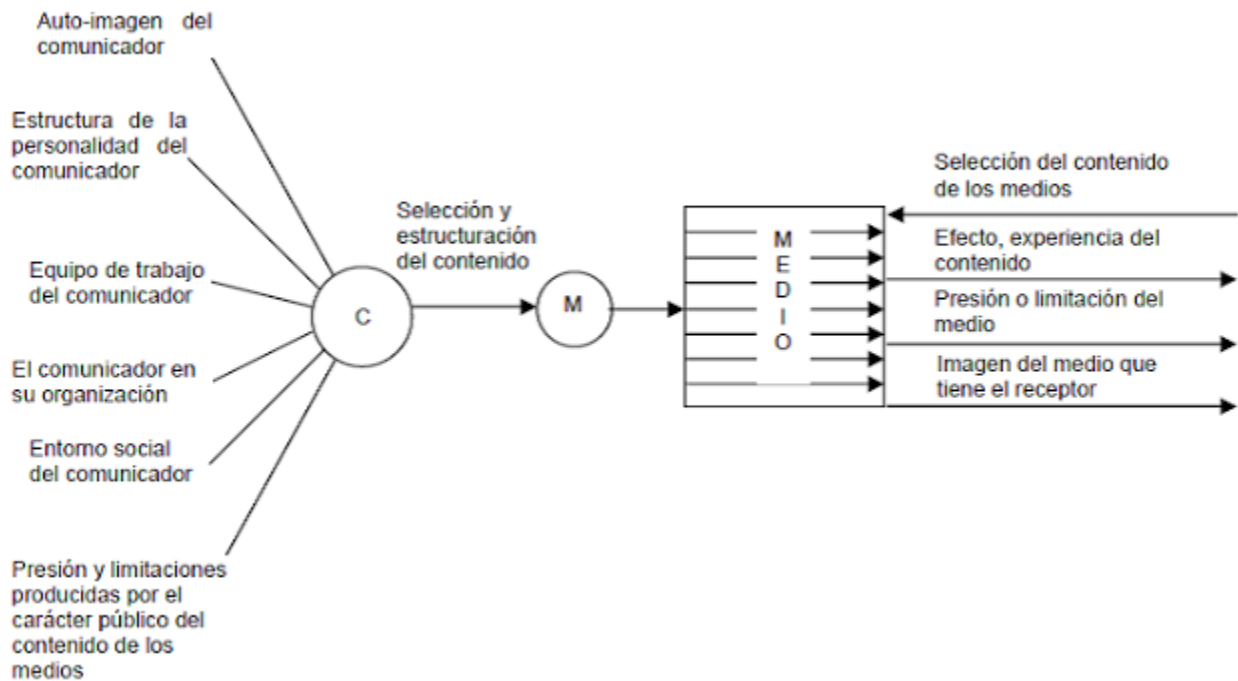 Auto-imagen del
comunicador
Estructura de la
personalidad del
comunicador
Equipo de trabajo
del comunicador
El comunicador en
su organización
Entorno social
del comunicador
Presión y limitaciones
producidas por el
carácter público del
contenido de los
medios
C
Selección y
estructuración
del contenido
M
M
E
D
I
O
Selección del contenido
de los medios
Efecto, experiencia del
contenido
Presión o limitación del
medio
Imagen del medio que
tiene el receptor